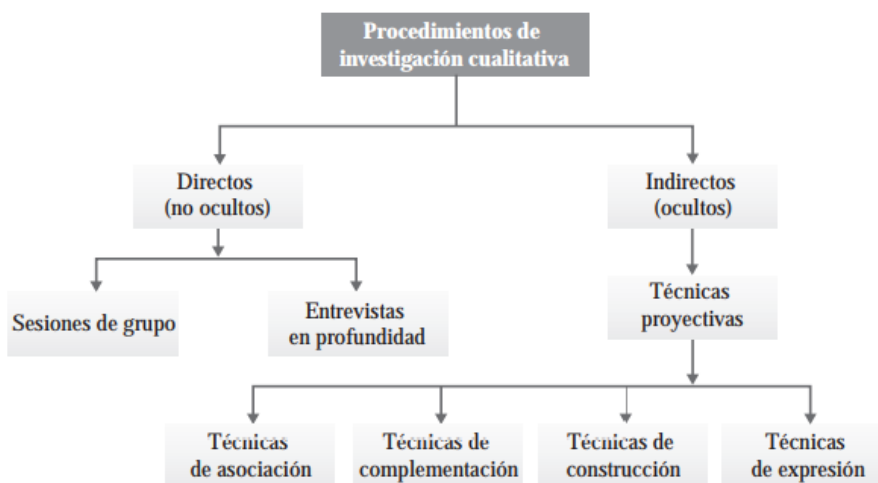 Procedimientos de
investigación cualitativa
Directos
(no ocultos)
Indirectos
(ocultos)
Sesiones de grupo
Entrevistas
en profundidad
Técnicas
proyectivas
Técnicas
de asociación
Técnicas de
complementación
Técnicas de
construcción
Técnicas
de expresión